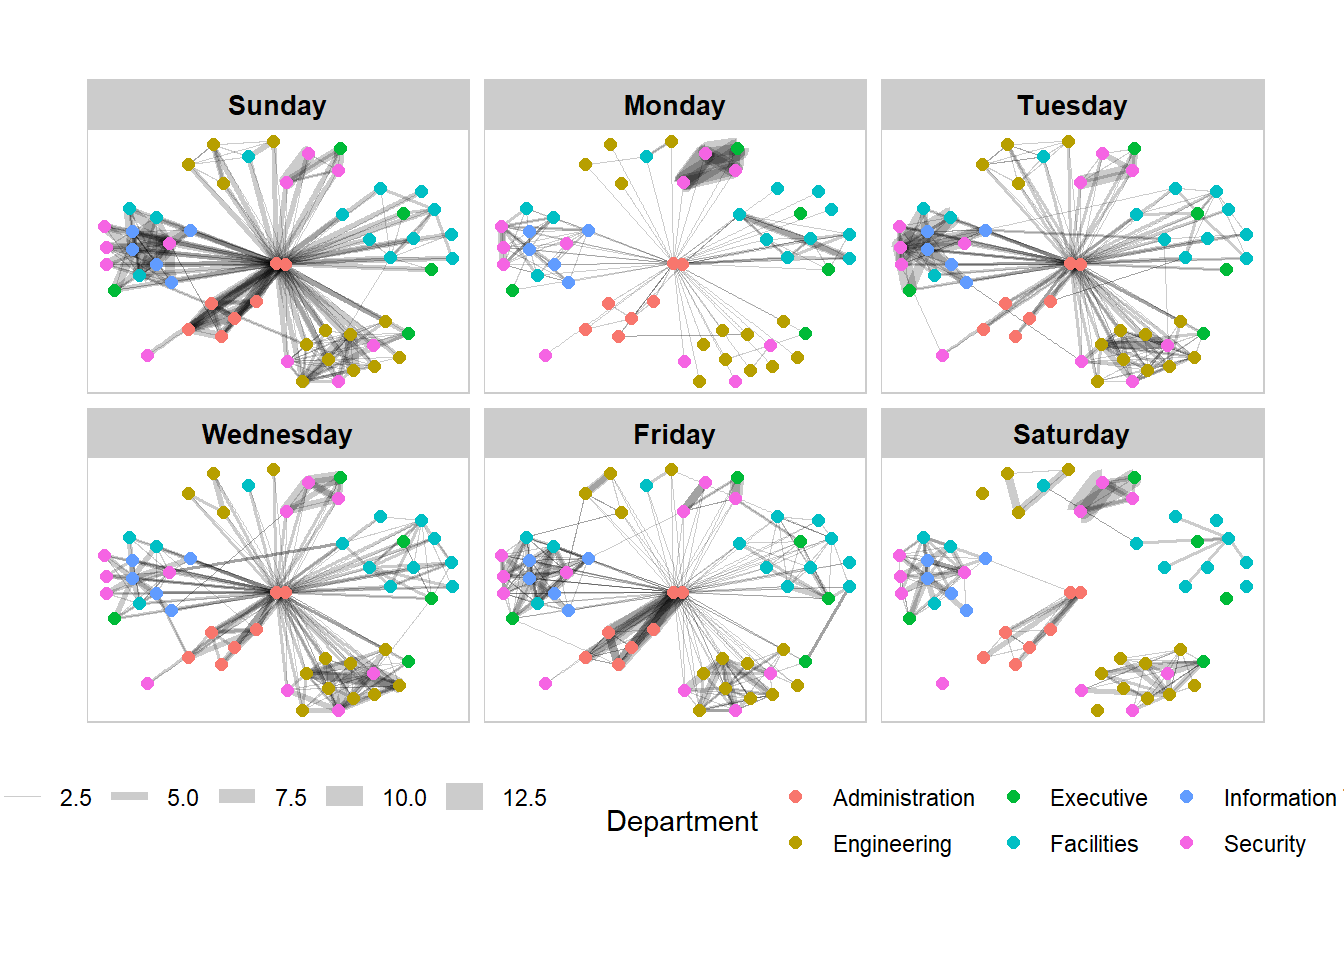 Sunday
Monday
Tuesday
Wednesday
Friday
Saturday
2.5 5.0 7.5 10.0 12.5
Department
Administration Executive Information
Engineering Facilities Security